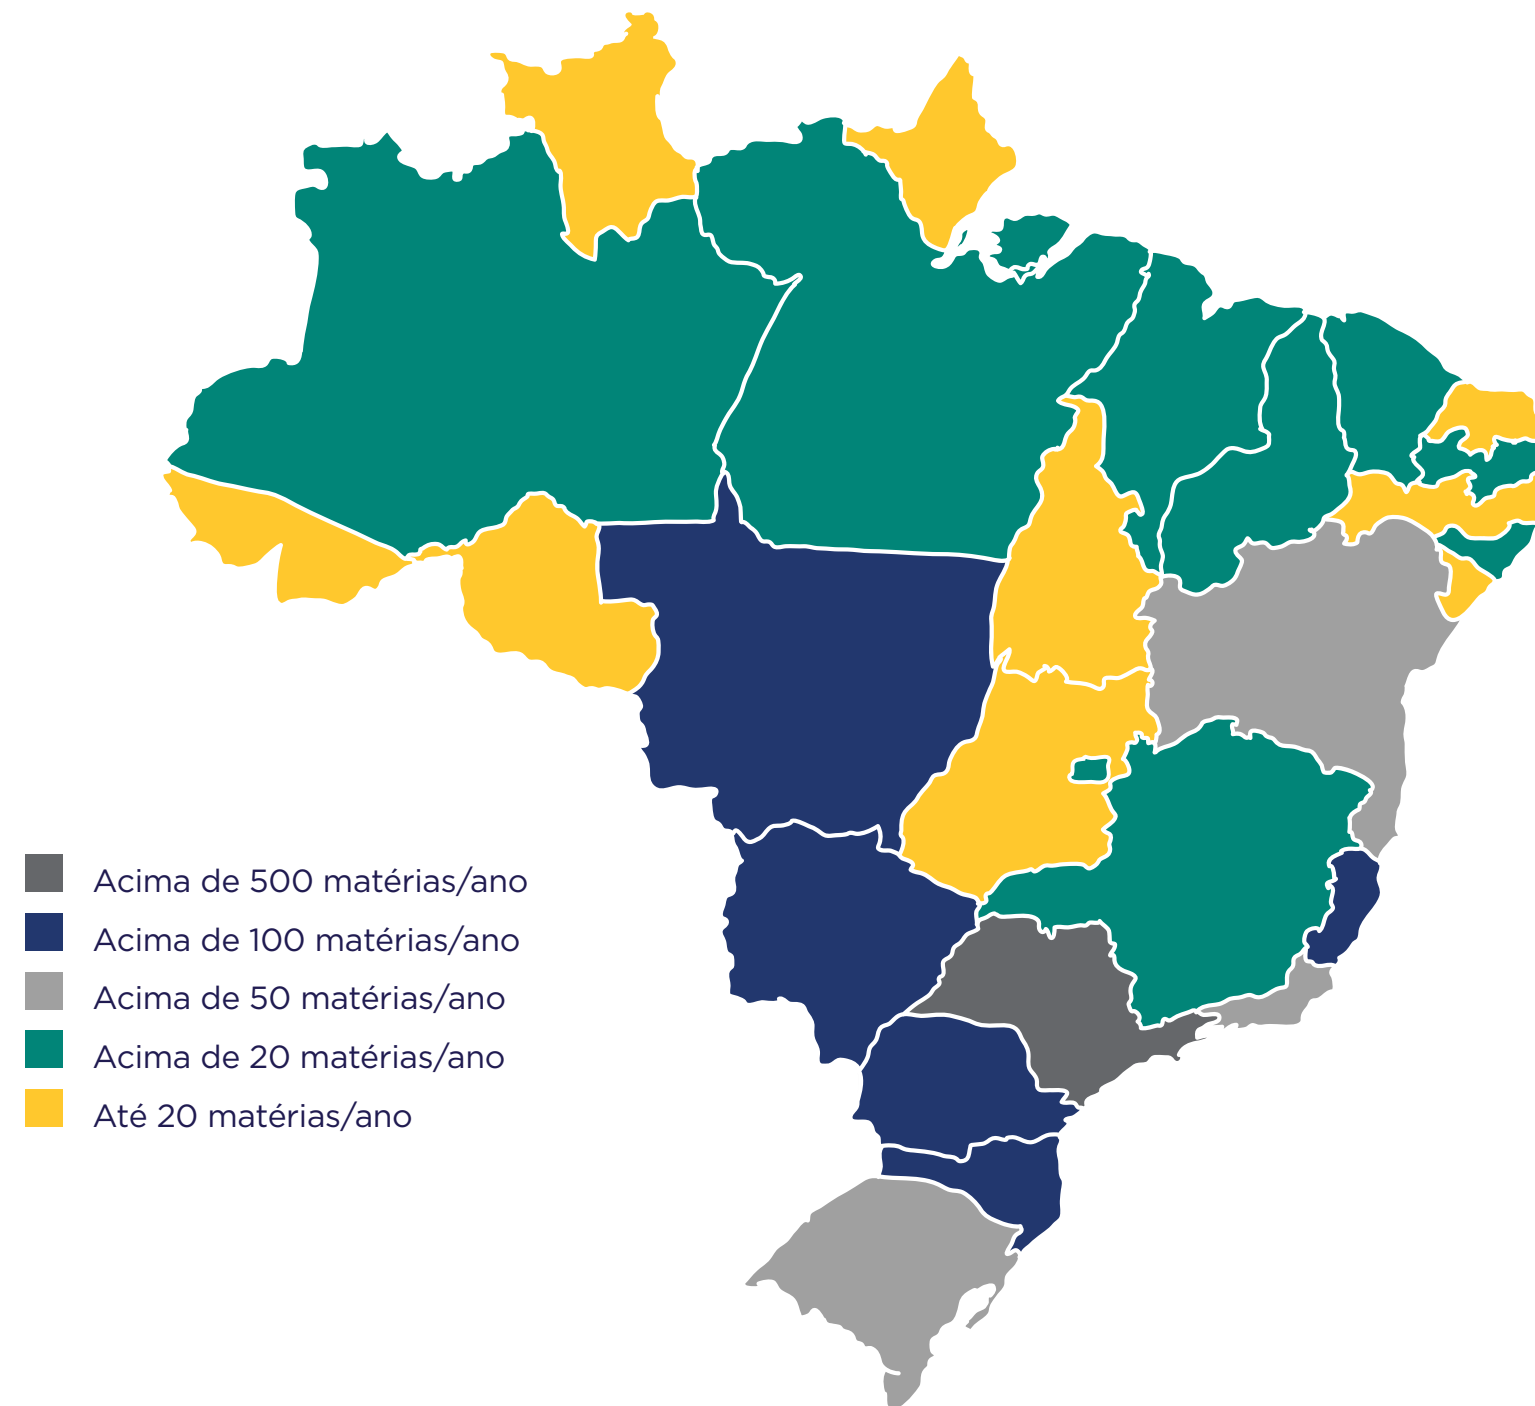 Acima de 500 matérias/ano
Acima de 100 matérias/ano
Acima de 50 matérias/ano
Acima de 20 matérias/ano
Até 20 matérias/ano